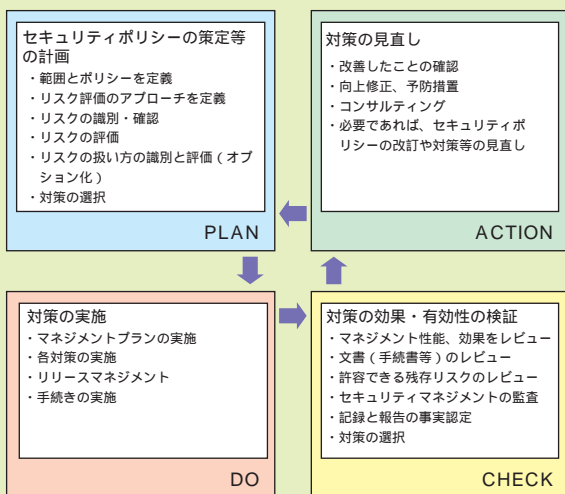 セキュリティポリシーの策定等
の計画
・範囲とポリシーを定義
・リスク評価のアプローチを定義
・リスクの識別・確認
・リスクの評価
・リスクの扱い方の識別と評価（オプ
ション化）
・対策の選択
PLAN
対策の見直し
・改善したことの確認
・向上修正、予防措置
・コンサルティング
・必要であれば、セキュリティポ
リシーの改訂や対策等の見直し
ACTION
対策の実施
・マネジメントプランの実施
・各対策の実施
・リリースマネジメント
・手続きの実施
DO
対策の効果・有効性の検証
・マネジメント性能、効果をレビュー
・文書（手続書等）のレビュー
・許容できる残存リスクのレビュー
・セキュリティマネジメントの監査
・記録と報告の事実認定
・対策の選択
CHECK